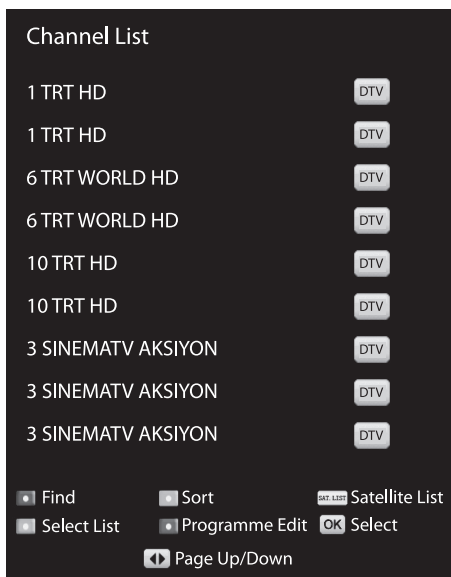 Channel List
1 TRT HD DTV
1 TRT HD DTV
6 TRT WORLD HD DTV
6 TRT WORLD HD DTV
10 TRT HD DTV
10 TRT HD DTV
3 SINEMATV AKSIYON DTV
3 SINEMATV AKSIYON DTV
3 SINEMATV AKSIYON DTV
Find Sort SAT. LIST Satellite List
Select List Programme Edit OK Select
Page Up/Down